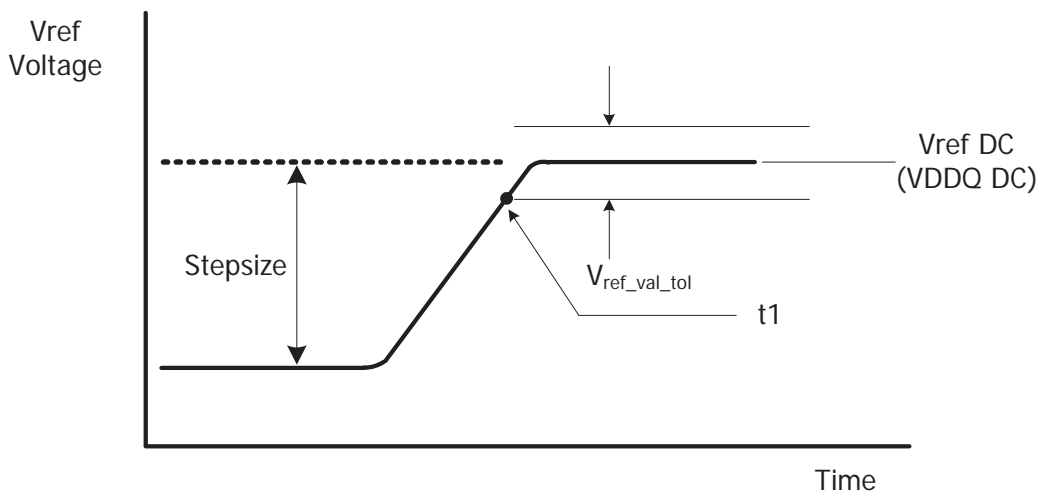 Vref
Voltage
Vref DC
(VDDQ DC)
Stepsize
Vref_val_tol
t1
Time